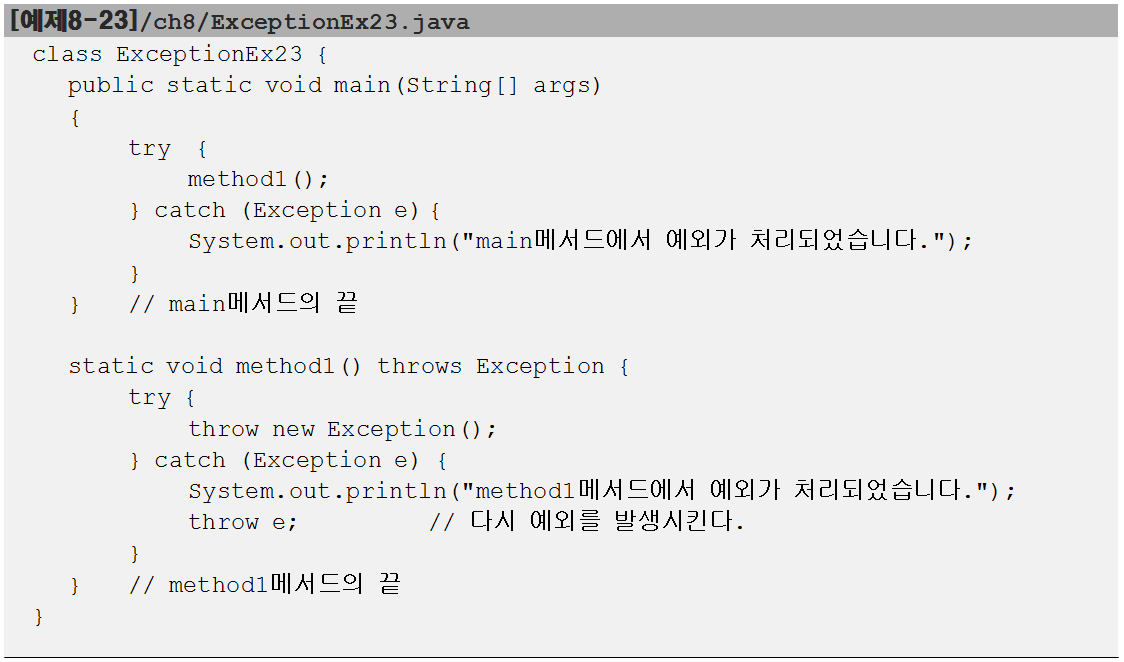 [예제8-23]/ch8/ExceptionEx23.java
class ExceptionEx23 {
public static void main(String[] args)
{
try {
method1();
} catch (Exception e) {
System.out.println("main메서드에서 예외가 처리되었습니다.");
}
} // main메서드의 끝
static void method1() throws Exception {
try {
throw new Exception();
} catch (Exception e) {
System.out.println("method1메서드에서 예외가 처리되었습니다.");
throw e; // 다시 예외를 발생시킨다.
}
} // method1메서드의 끝
}